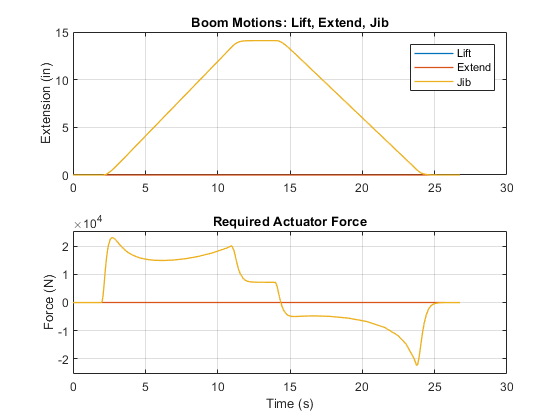 Boom Motions: Lift, Extend, Jib
15
10
5
0
Extension (in)
Lift
Extend
Jib
0 5 10 15 20 25 30
Required Actuator Force
×10⁴
2
1
0
-1
-2
Force (N)
0 5 10 15 20 25 30
Time (s)